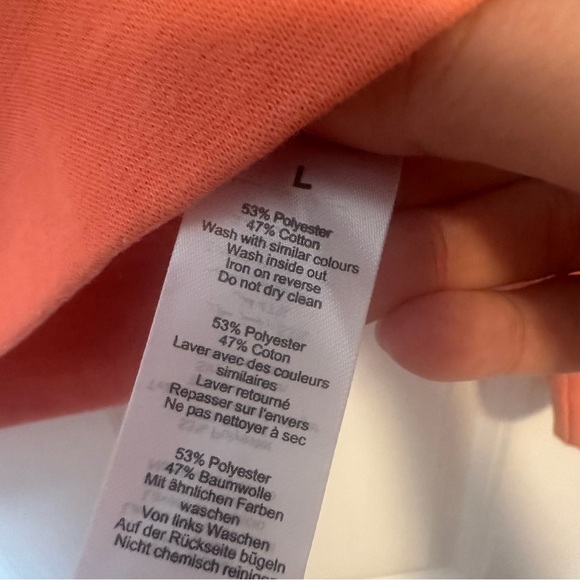 L
53% Polyester
47% Cotton
Wash with similar colours
Wash inside out
Iron on reverse
Do not dry clean
53% Polyester
47% Coton
Laver avec des couleurs
similaires
Laver retourné
Repasser sur l'envers
Ne pas nettoyer à sec
53% Polyester
47% Baumwolle
Mit ähnlichen Farben
waschen
Von links Waschen
Auf der Rückseite bügeln
Nicht chemisch